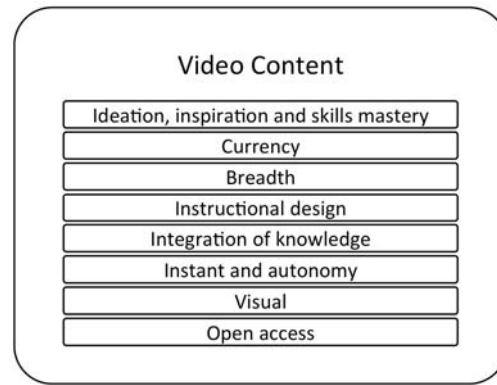 Video Content
Ideation, inspiration and skills mastery
Currency
Breadth
Instructional design
Integration of knowledge
Instant and autonomy
Visual
Open access